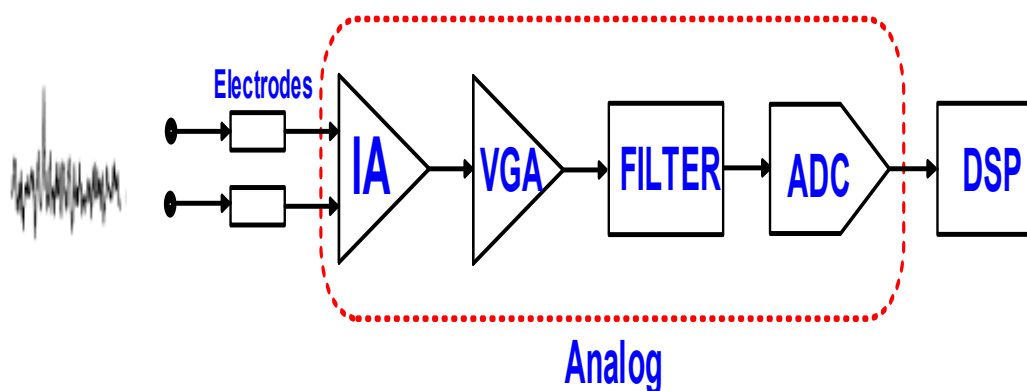 Electrodes
IA
VGA
FILTER
ADC
DSP
Analog